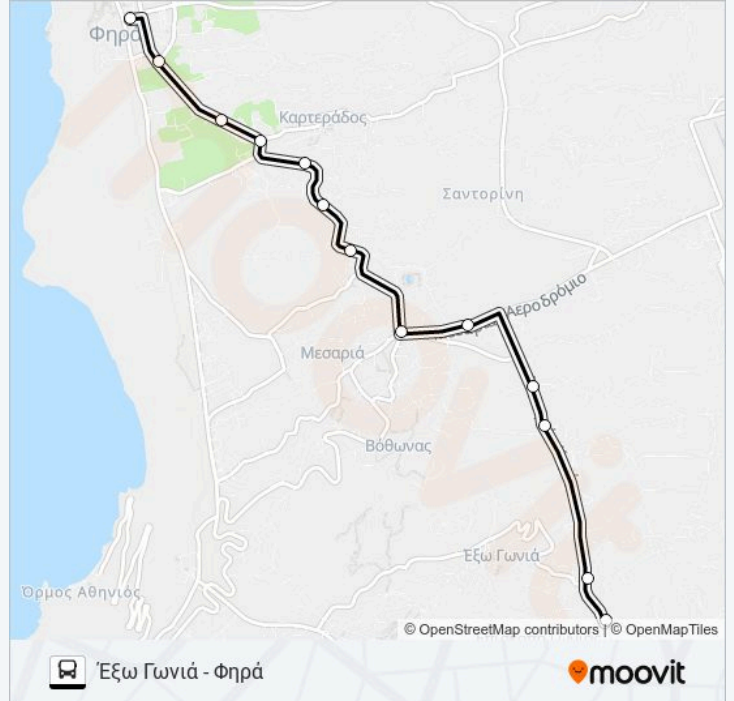 Φηρά
Καρτεράδος
Σαντορίνη
Αεροδρόμιο
Μεσαριά
Βόθωνας
Έξω Γωνιά
Όρμος Αθηνιός
© OpenStreetMap contributors | © OpenMapTiles
Έξω Γωνιά - Φηρά
moovit